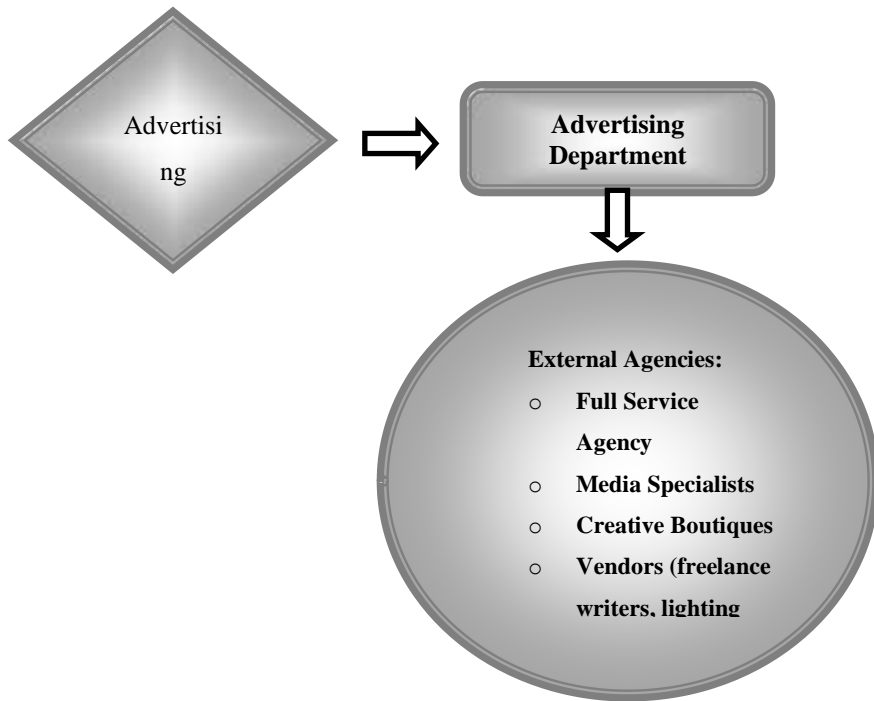 Advertisi
ng
Advertising
Department
External Agencies:
o Full Service
Agency
o Media Specialists
o Creative Boutiques
o Vendors (freelance
writers, lighting